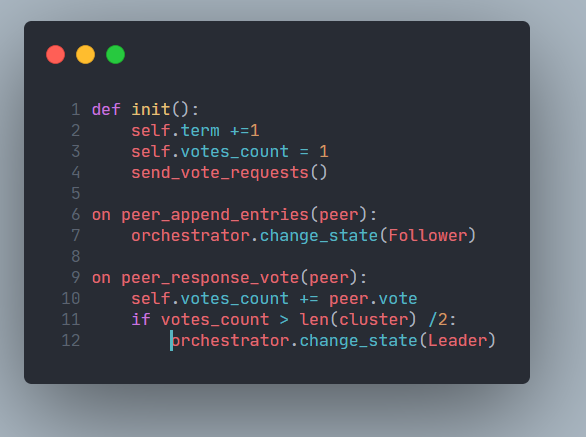 1 def init():
2     self.term +=1
3     self.votes_count = 1
4     send_vote_requests()
5
6 on peer_append_entries(peer):
7     orchestrator.change_state(Follower)
8
9 on peer_response_vote(peer):
10     self.votes_count += peer.vote
11     if votes_count > len(cluster) /2:
12         orchestrator.change_state(Leader)